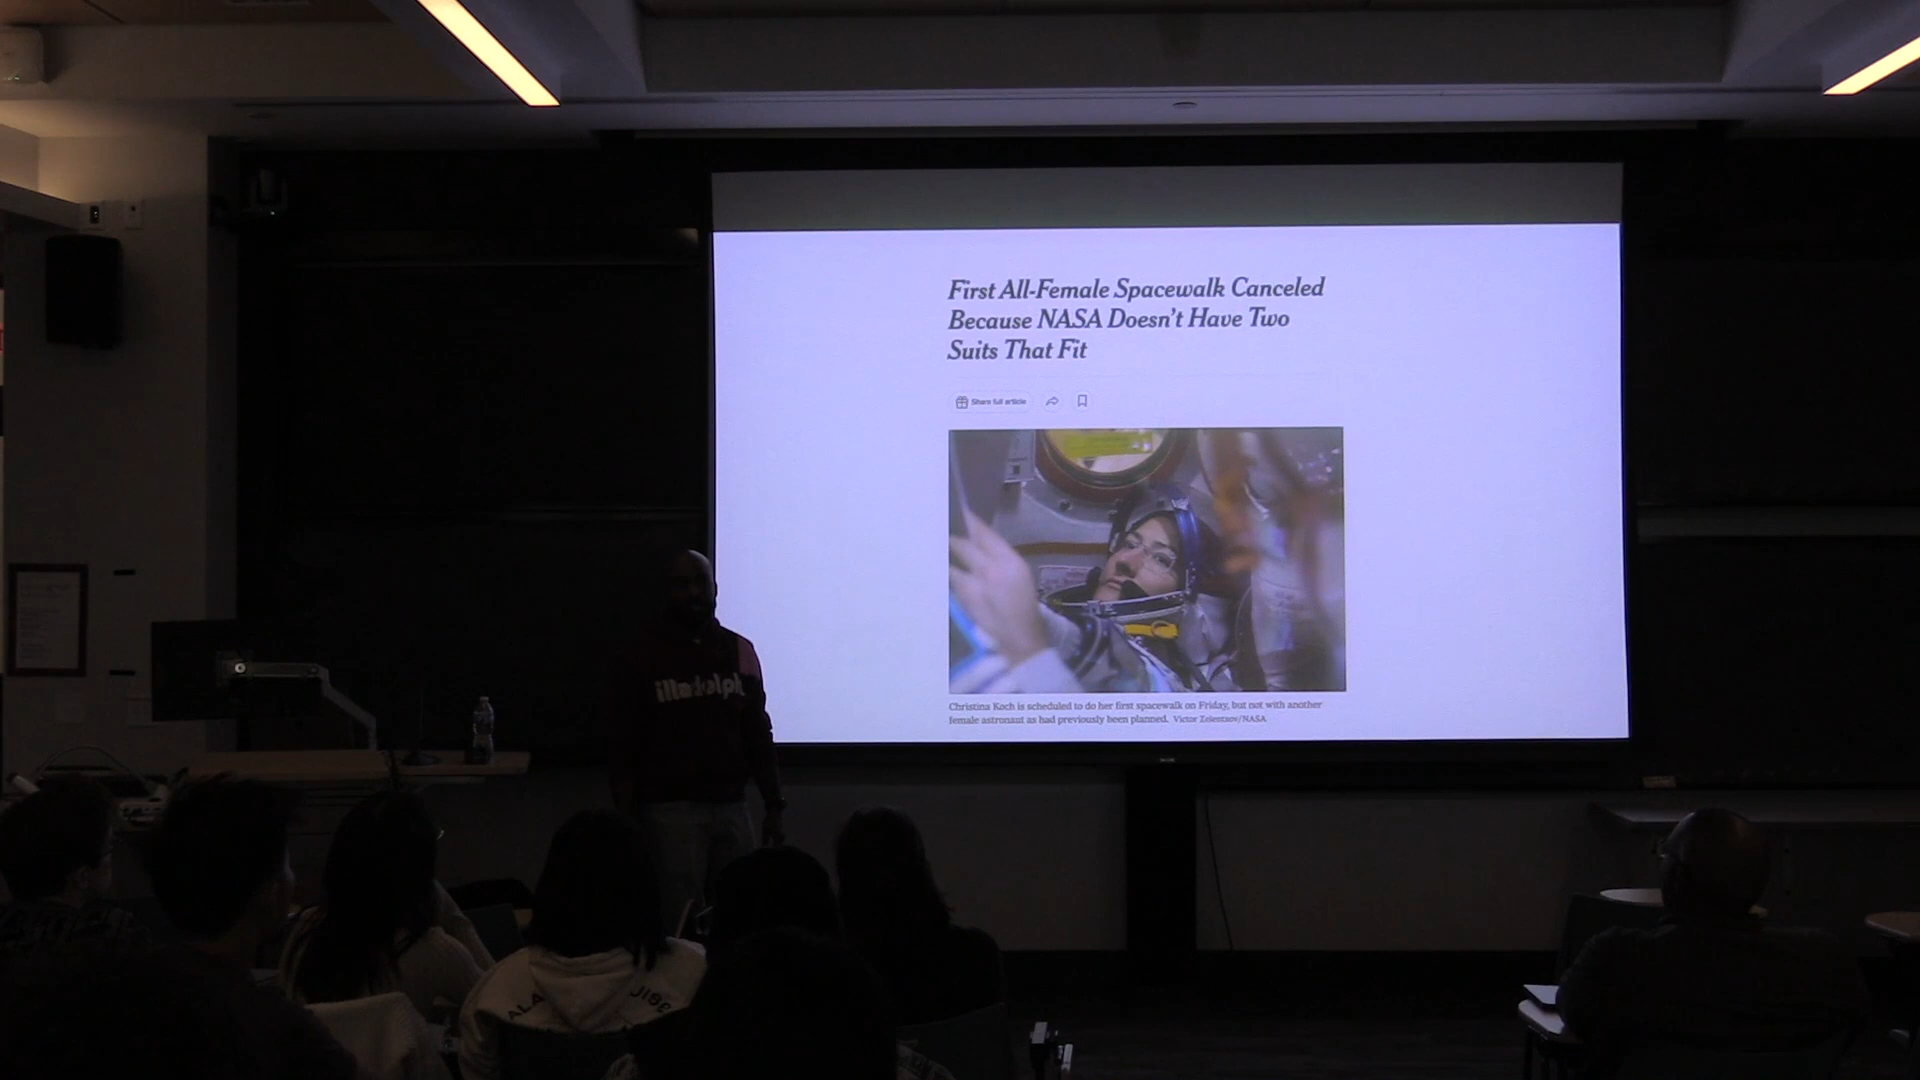 First All-Female Spacewalk Canceled
Because NASA Doesn't Have Two
Suits That Fit
Share full article
Christina Koch is scheduled to do her first spacewalk on Friday, but not with another
female astronaut as had previously been planned. Victor Zelentsov/NASA
illadelph